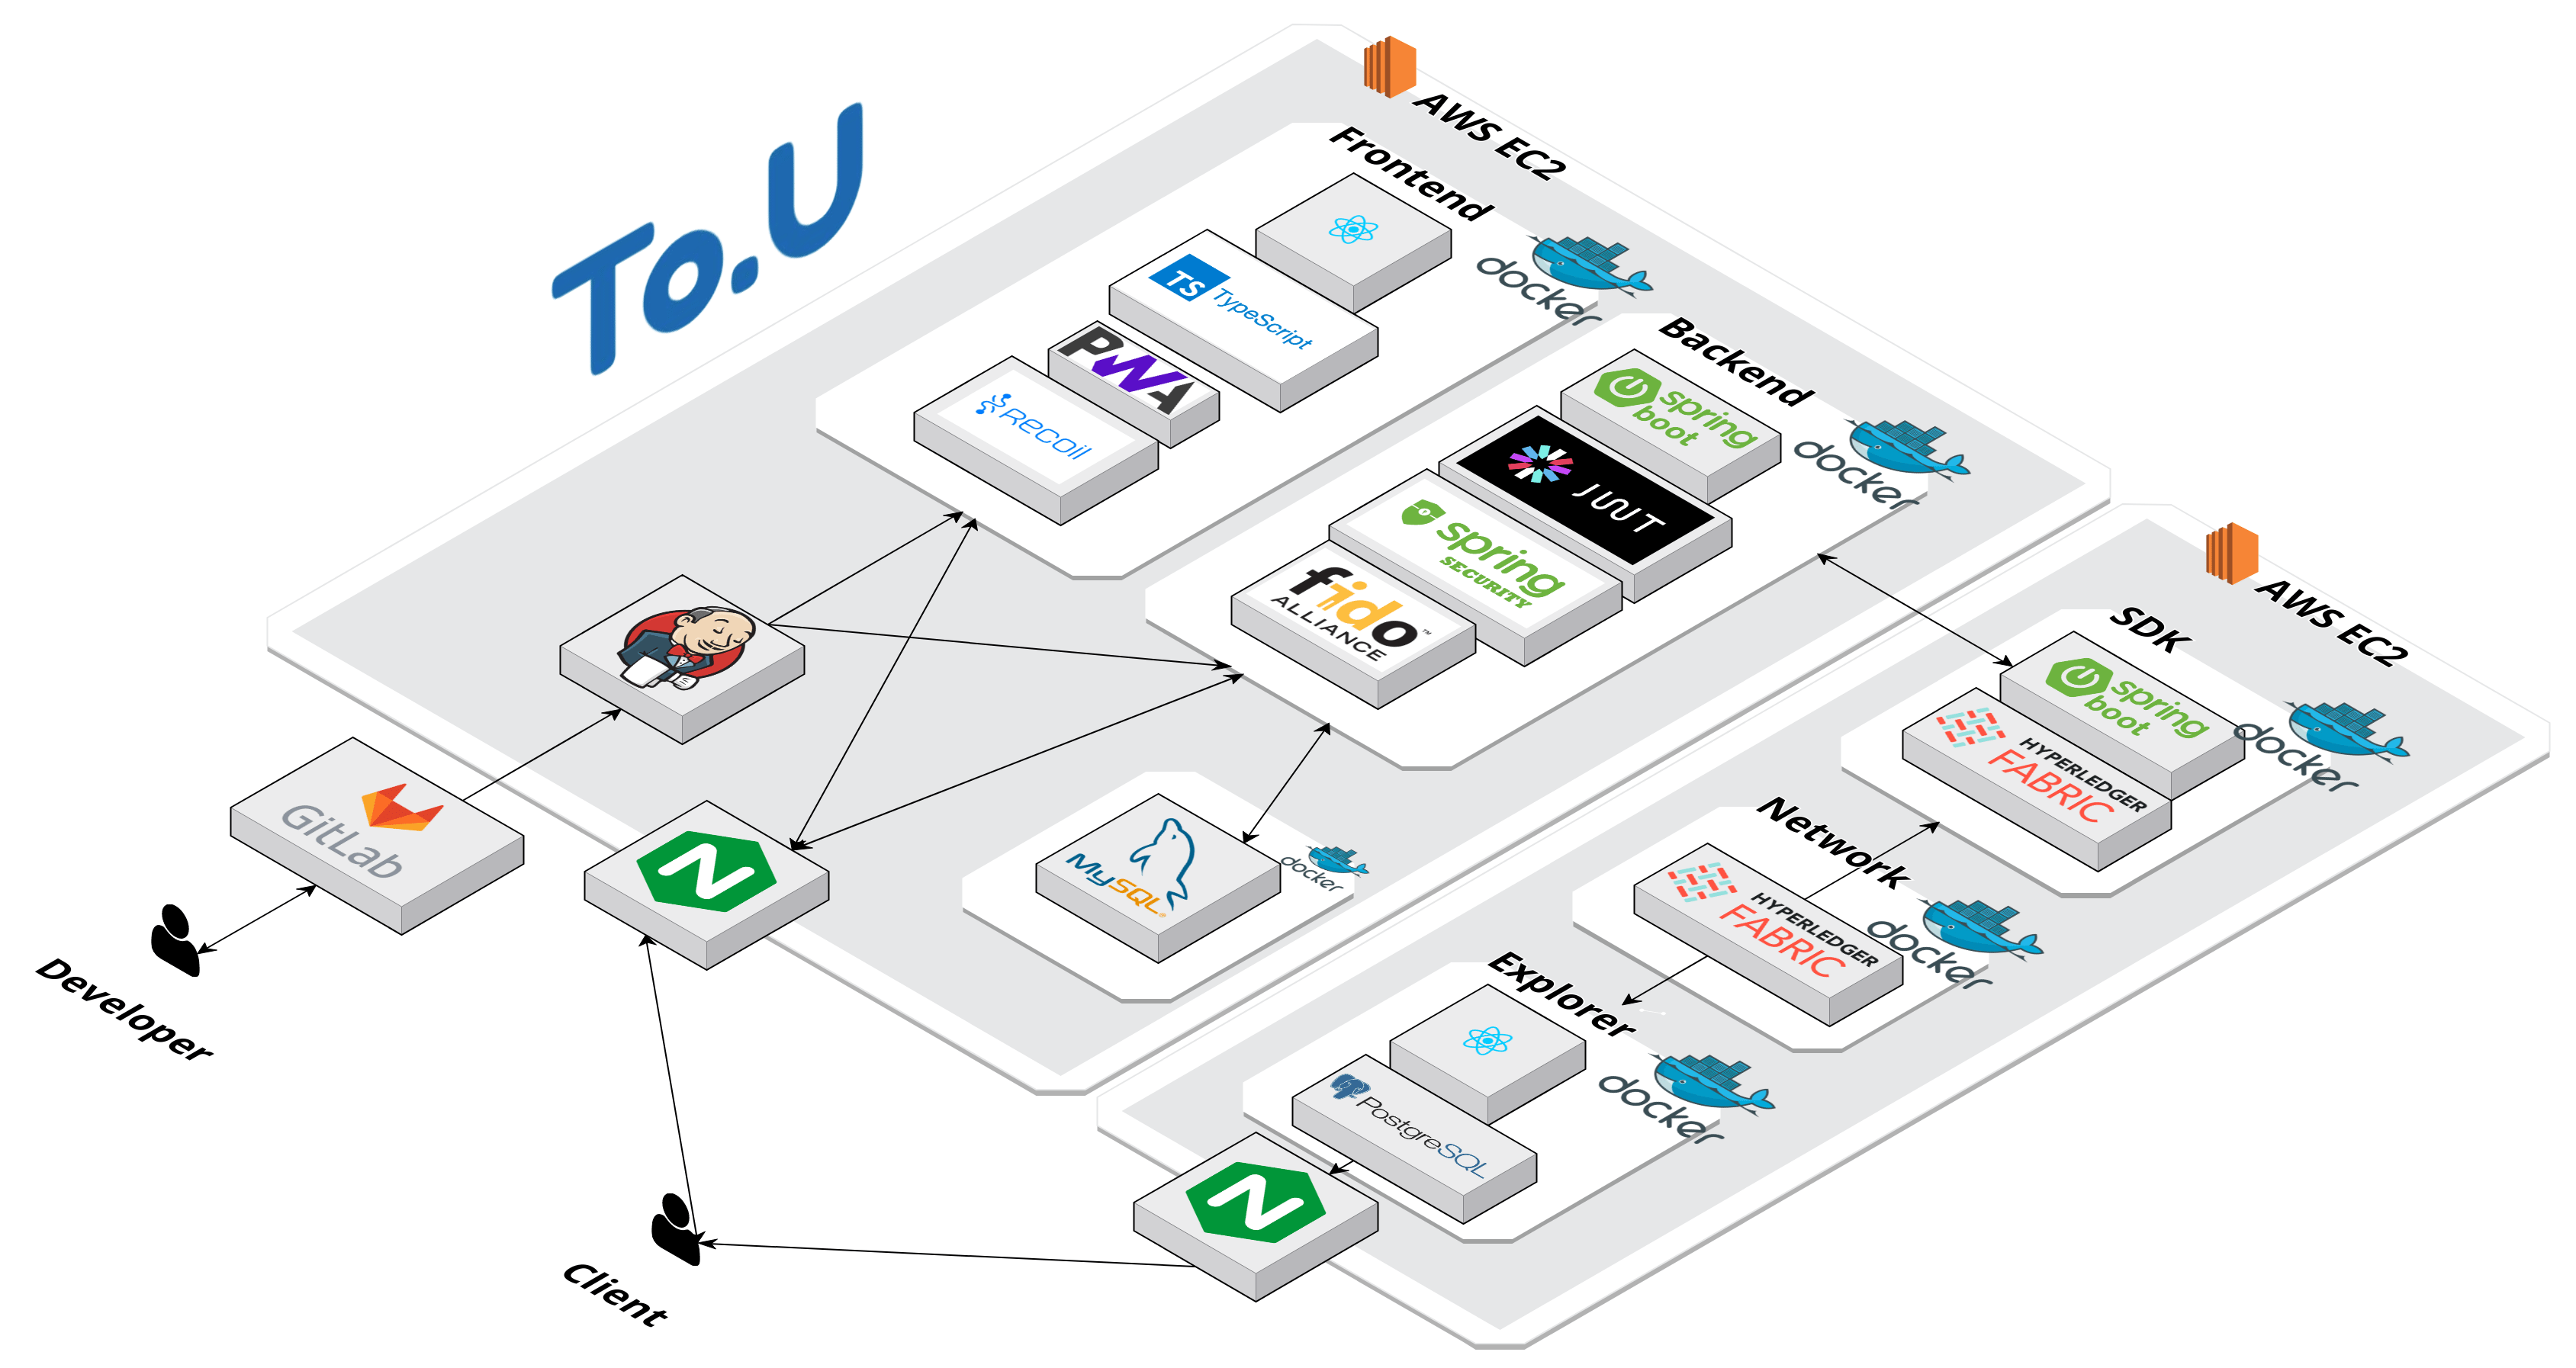 To.U
AWS EC2
Frontend
TS TypeScript
PWA
RECOIL
docker
Backend
spring
boot
JWT
spring
SECURITY
fido
ALLIANCE
TM
docker
GitLab
Developer
N
MySQL
docker
Client
AWS EC2
SDK
spring
boot
HYPERLEDGER
FABRIC
docker
Network
HYPERLEDGER
FABRIC
docker
Explorer
PostgreSQL
docker
N